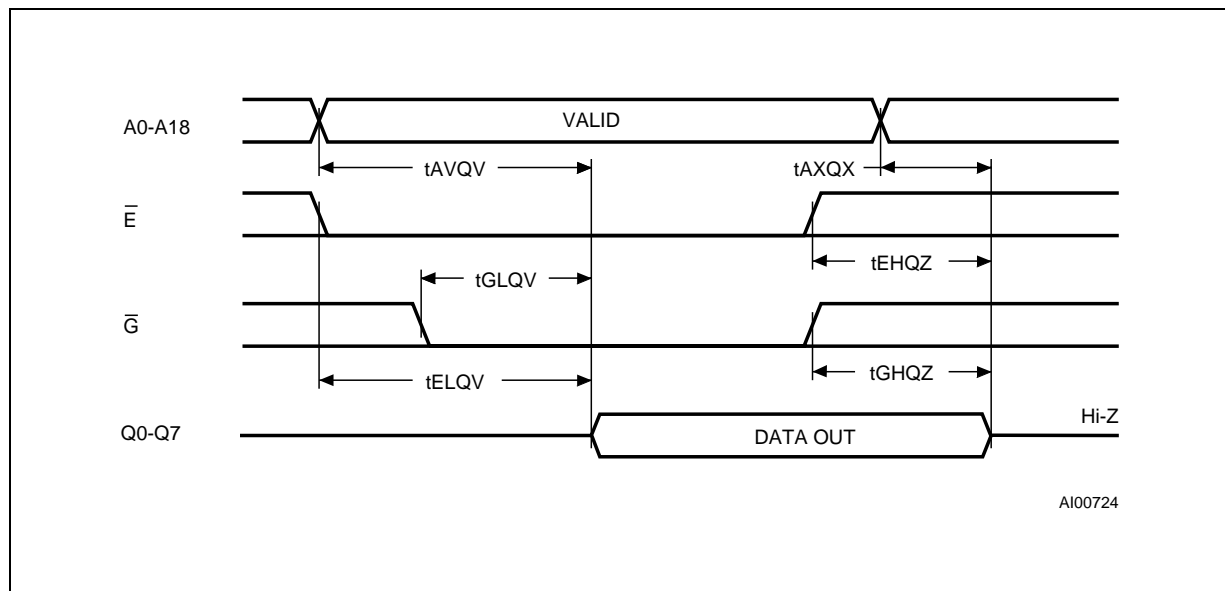 A0-A18
VALID
tAVQV
tAXQX
E̅
tEHQZ
tGLQV
G̅
tELQV
tGHQZ
Q0-Q7
DATA OUT
Hi-Z
AI00724